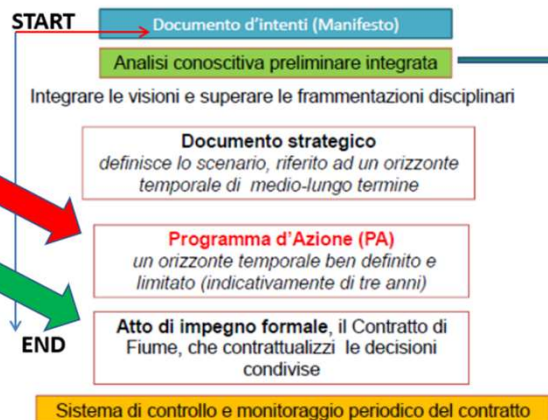 START
Documento d'intenti (Manifesto)
Analisi conoscitiva preliminare integrata
Integrare le visioni e superare le frammentazioni disciplinari
Documento strategico
definisce lo scenario, riferito ad un orizzonte
temporale di medio-lungo termine
Programma d'Azione (PA)
un orizzonte temporale ben definito e
limitato (indicativamente di tre anni)
END
Atto di impegno formale, il Contratto di
Fiume, che contrattualizzi le decisioni
condivise
Sistema di controllo e monitoraggio periodico del contratto